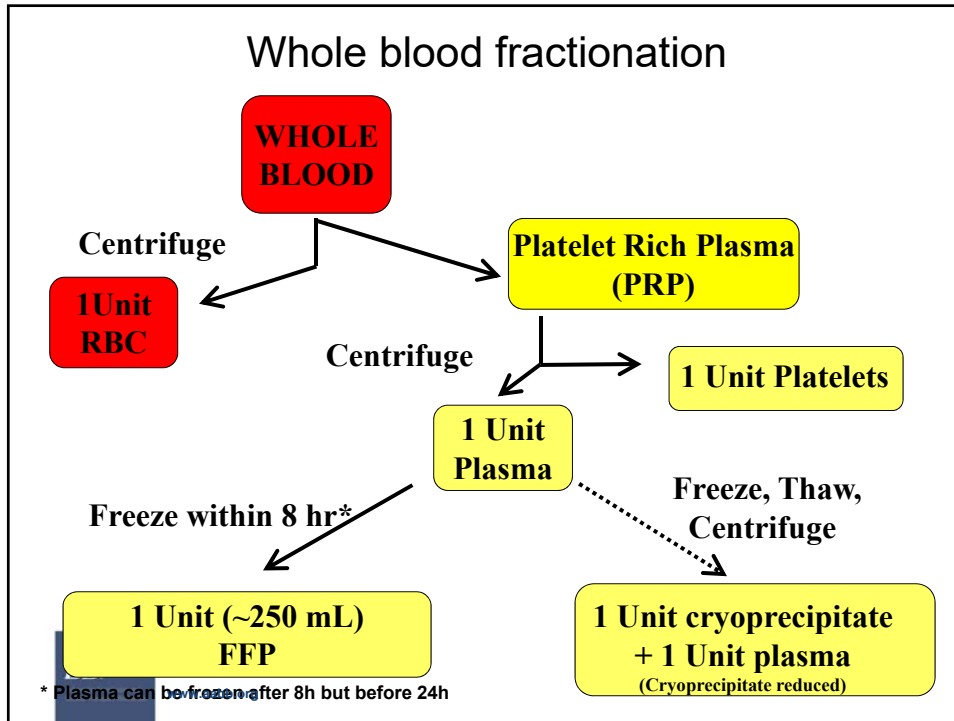 Whole blood fractionation
WHOLE
BLOOD
Centrifuge
Platelet Rich Plasma
(PRP)
1Unit
RBC
Centrifuge
1 Unit Platelets
1 Unit
Plasma
Freeze within 8 hr*
Freeze, Thaw,
Centrifuge
1 Unit (~250 mL)
FFP
1 Unit cryoprecipitate
+ 1 Unit plasma
(Cryoprecipitate reduced)
* Plasma can be frozen after 8h but before 24h